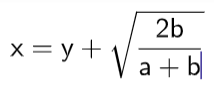 x = y + √(2b / (a + b))